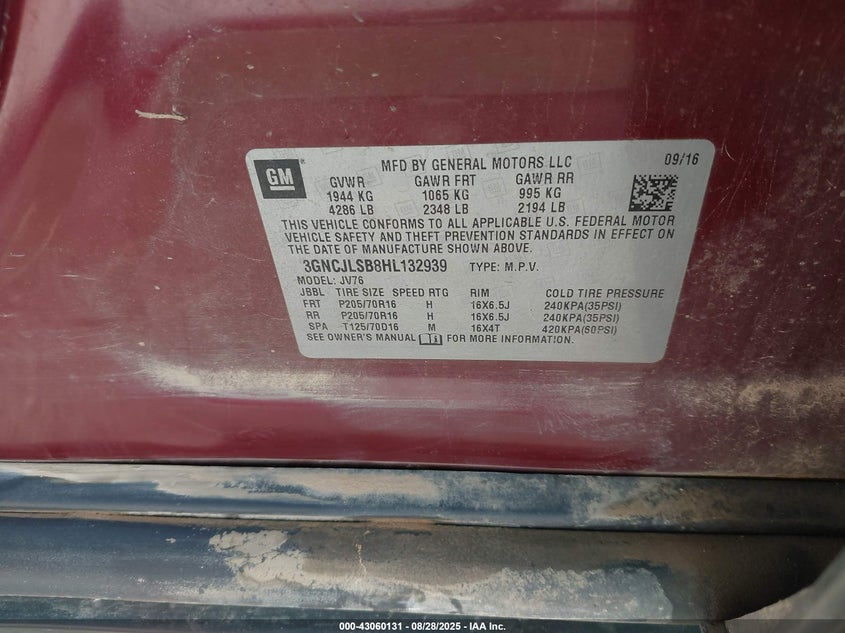 GM
MFD BY GENERAL MOTORS LLC 09/16
GVWR GAWR FRT GAWR RR
1944 KG 1065 KG 995 KG
4286 LB 2348 LB 2194 LB
THIS VEHICLE CONFORMS TO ALL APPLICABLE U.S. FEDERAL MOTOR
VEHICLE SAFETY AND THEFT PREVENTION STANDARDS IN EFFECT ON
THE DATE OF MANUFACTURE SHOWN ABOVE.
3GNCJLSB8HL132939 TYPE: M.P.V.
MODEL: JV76
JBBL TIRE SIZE SPEED RTG RIM COLD TIRE PRESSURE
FRT P205/70R16 H 16X6.5J 240KPA(35PSI)
RR P205/70R16 H 16X6.5J 240KPA(35PSI)
SPA T125/70D16 M 16X4T 420KPA(60PSI)
SEE OWNER'S MANUAL FOR MORE INFORMATION.
000-43060131 - 08/28/2025 - IAA Inc.